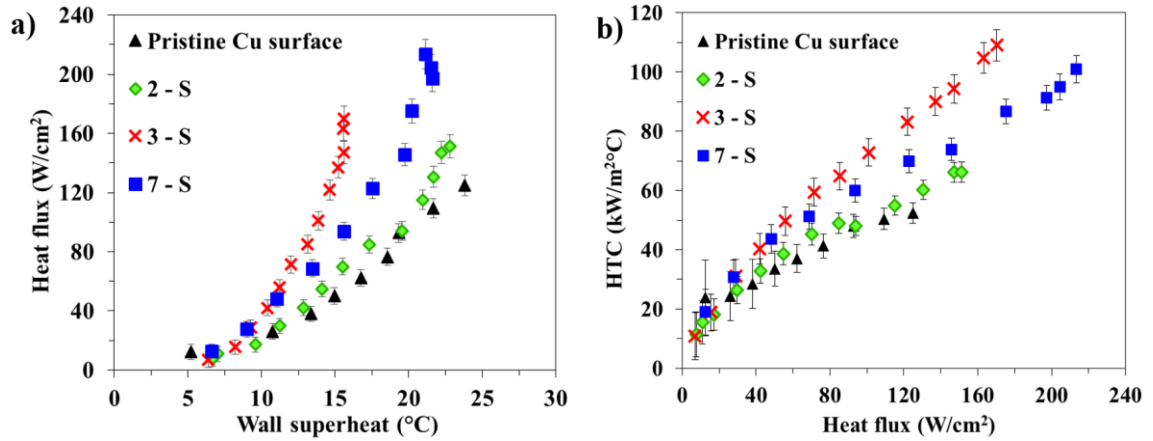 a)
Heat flux (W/cm²)
240
200
160
120
80
40
0
Pristine Cu surface
2 - S
3 - S
7 - S
0 5 10 15 20 25 30
Wall superheat (°C)
b)
HTC (kW/m²°C)
120
100
80
60
40
20
0
Pristine Cu surface
2 - S
3 - S
7 - S
0 40 80 120 160 200 240
Heat flux (W/cm²)